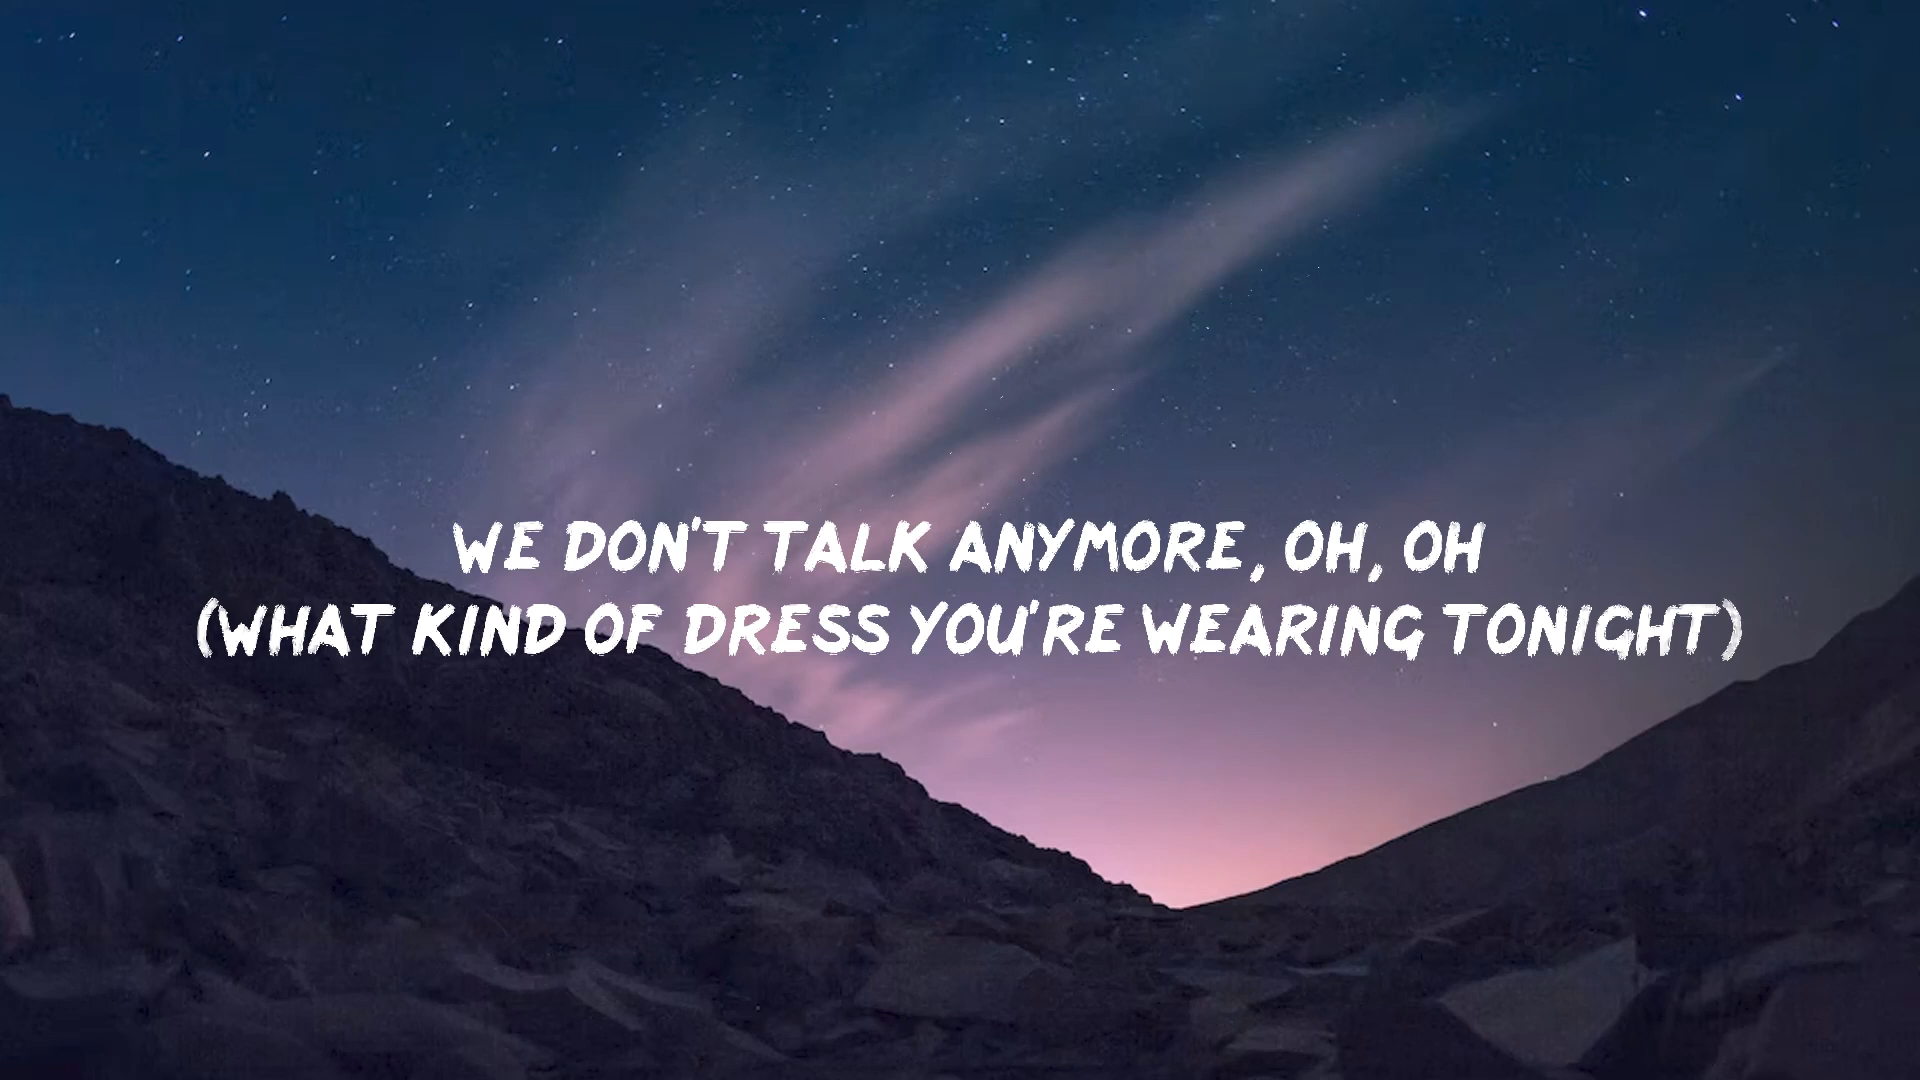 WE DON'T TALK ANYMORE, OH, OH
(WHAT KIND OF DRESS YOU'RE WEARING TONIGHT)